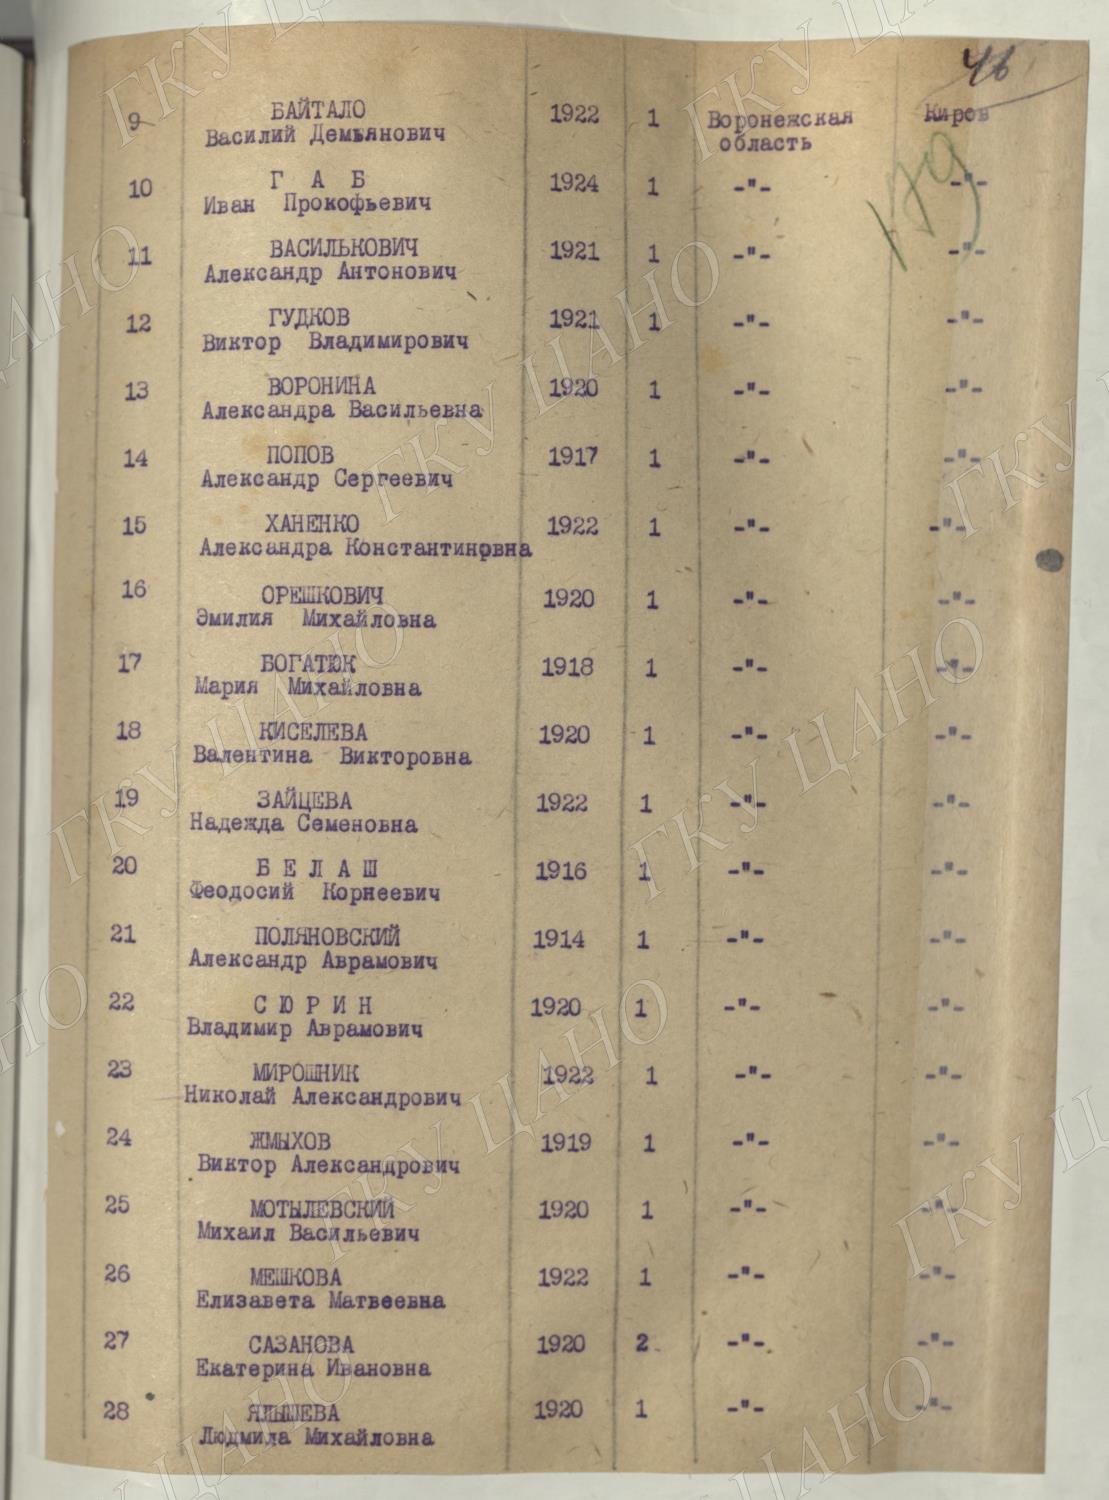 46
179
9 БАЙТАЛО 1922 1 Воронежская Киров
Василий Демьянович область
10 Г А Б 1924 1 -"- -"-
Иван Прокофьевич
11 ВАСИЛЬКОВИЧ 1921 1 -"- -"-
Александр Антонович
12 ГУДКОВ 1921 1 -"- -"-
Виктор Владимирович
13 ВОРОНИНА 1920 1 -"- -"-
Александра Васильевна
14 ПОПОВ 1917 1 -"- -"-
Александр Сергеевич
15 ХАНЕНКО 1922 1 -"- -"-
Александра Константиновна
16 ОРЕШКОВИЧ 1920 1 -"- -"-
Эмилия Михайловна
17 БОГАТЮК 1918 1 -"- -"-
Мария Михайловна
18 КИСЕЛЕВА 1920 1 -"- -"-
Валентина Викторовна
19 ЗАЙЦЕВА 1922 1 -"- -"-
Надежда Семеновна
20 Б Е Л А Ш 1916 1 -"- -"-
Феодосий Корнеевич
21 ПОЛЯНОВСКИЙ 1914 1 -"- -"-
Александр Аврамович
22 С Ю Р И Н 1920 1 -"- -"-
Владимир Аврамович
23 МИРОШНИК 1922 1 -"- -"-
Николай Александрович
24 ЖМЫХОВ 1919 1 -"- -"-
Виктор Александрович
25 МОТЫЛЕВСКИЙ 1920 1 -"- -"-
Михаил Васильевич
26 МЕШКОВА 1922 1 -"- -"-
Елизавета Матвеевна
27 САЗАНОВА 1920 2 -"- -"-
Екатерина Ивановна
28 ЯЛЫШЕВА 1920 1 -"- -"-
Людмила Михайловна
ГКУ ЦАНО